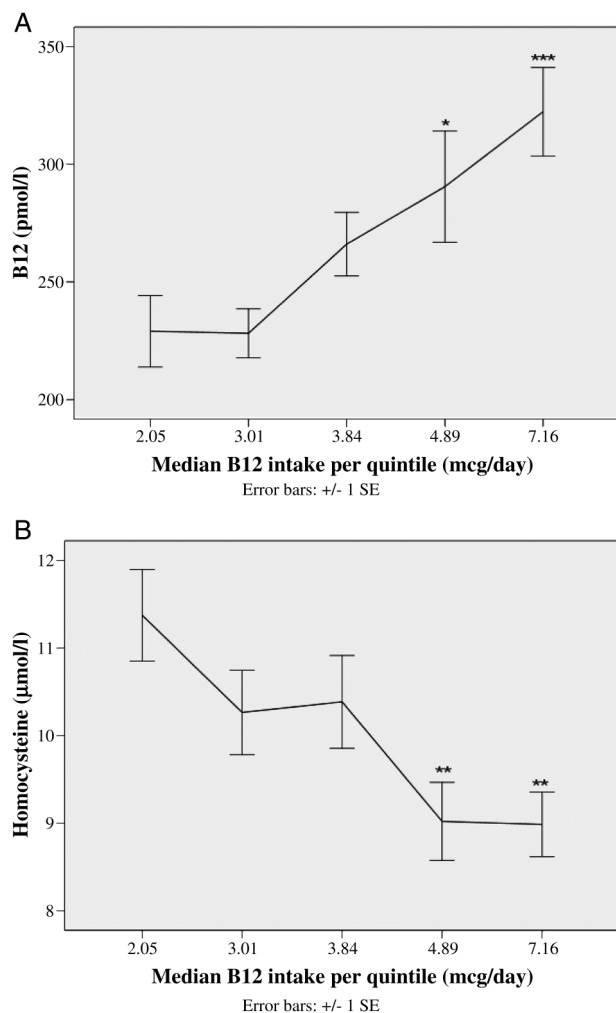 A
350
300
250
200
B12 (pmol/l)
*
***
2.05 3.01 3.84 4.89 7.16
Median B12 intake per quintile (mcg/day)
Error bars: +/- 1 SE
B
12
11
10
9
8
Homocysteine (μmol/l)
**
**
2.05 3.01 3.84 4.89 7.16
Median B12 intake per quintile (mcg/day)
Error bars: +/- 1 SE